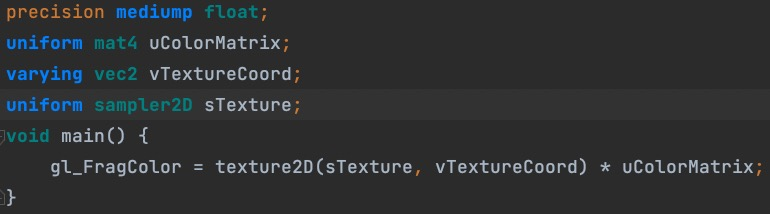 precision mediump float;
uniform mat4 uColorMatrix;
varying vec2 vTextureCoord;
uniform sampler2D sTexture;
void main() {
    gl_FragColor = texture2D(sTexture, vTextureCoord) * uColorMatrix;
}